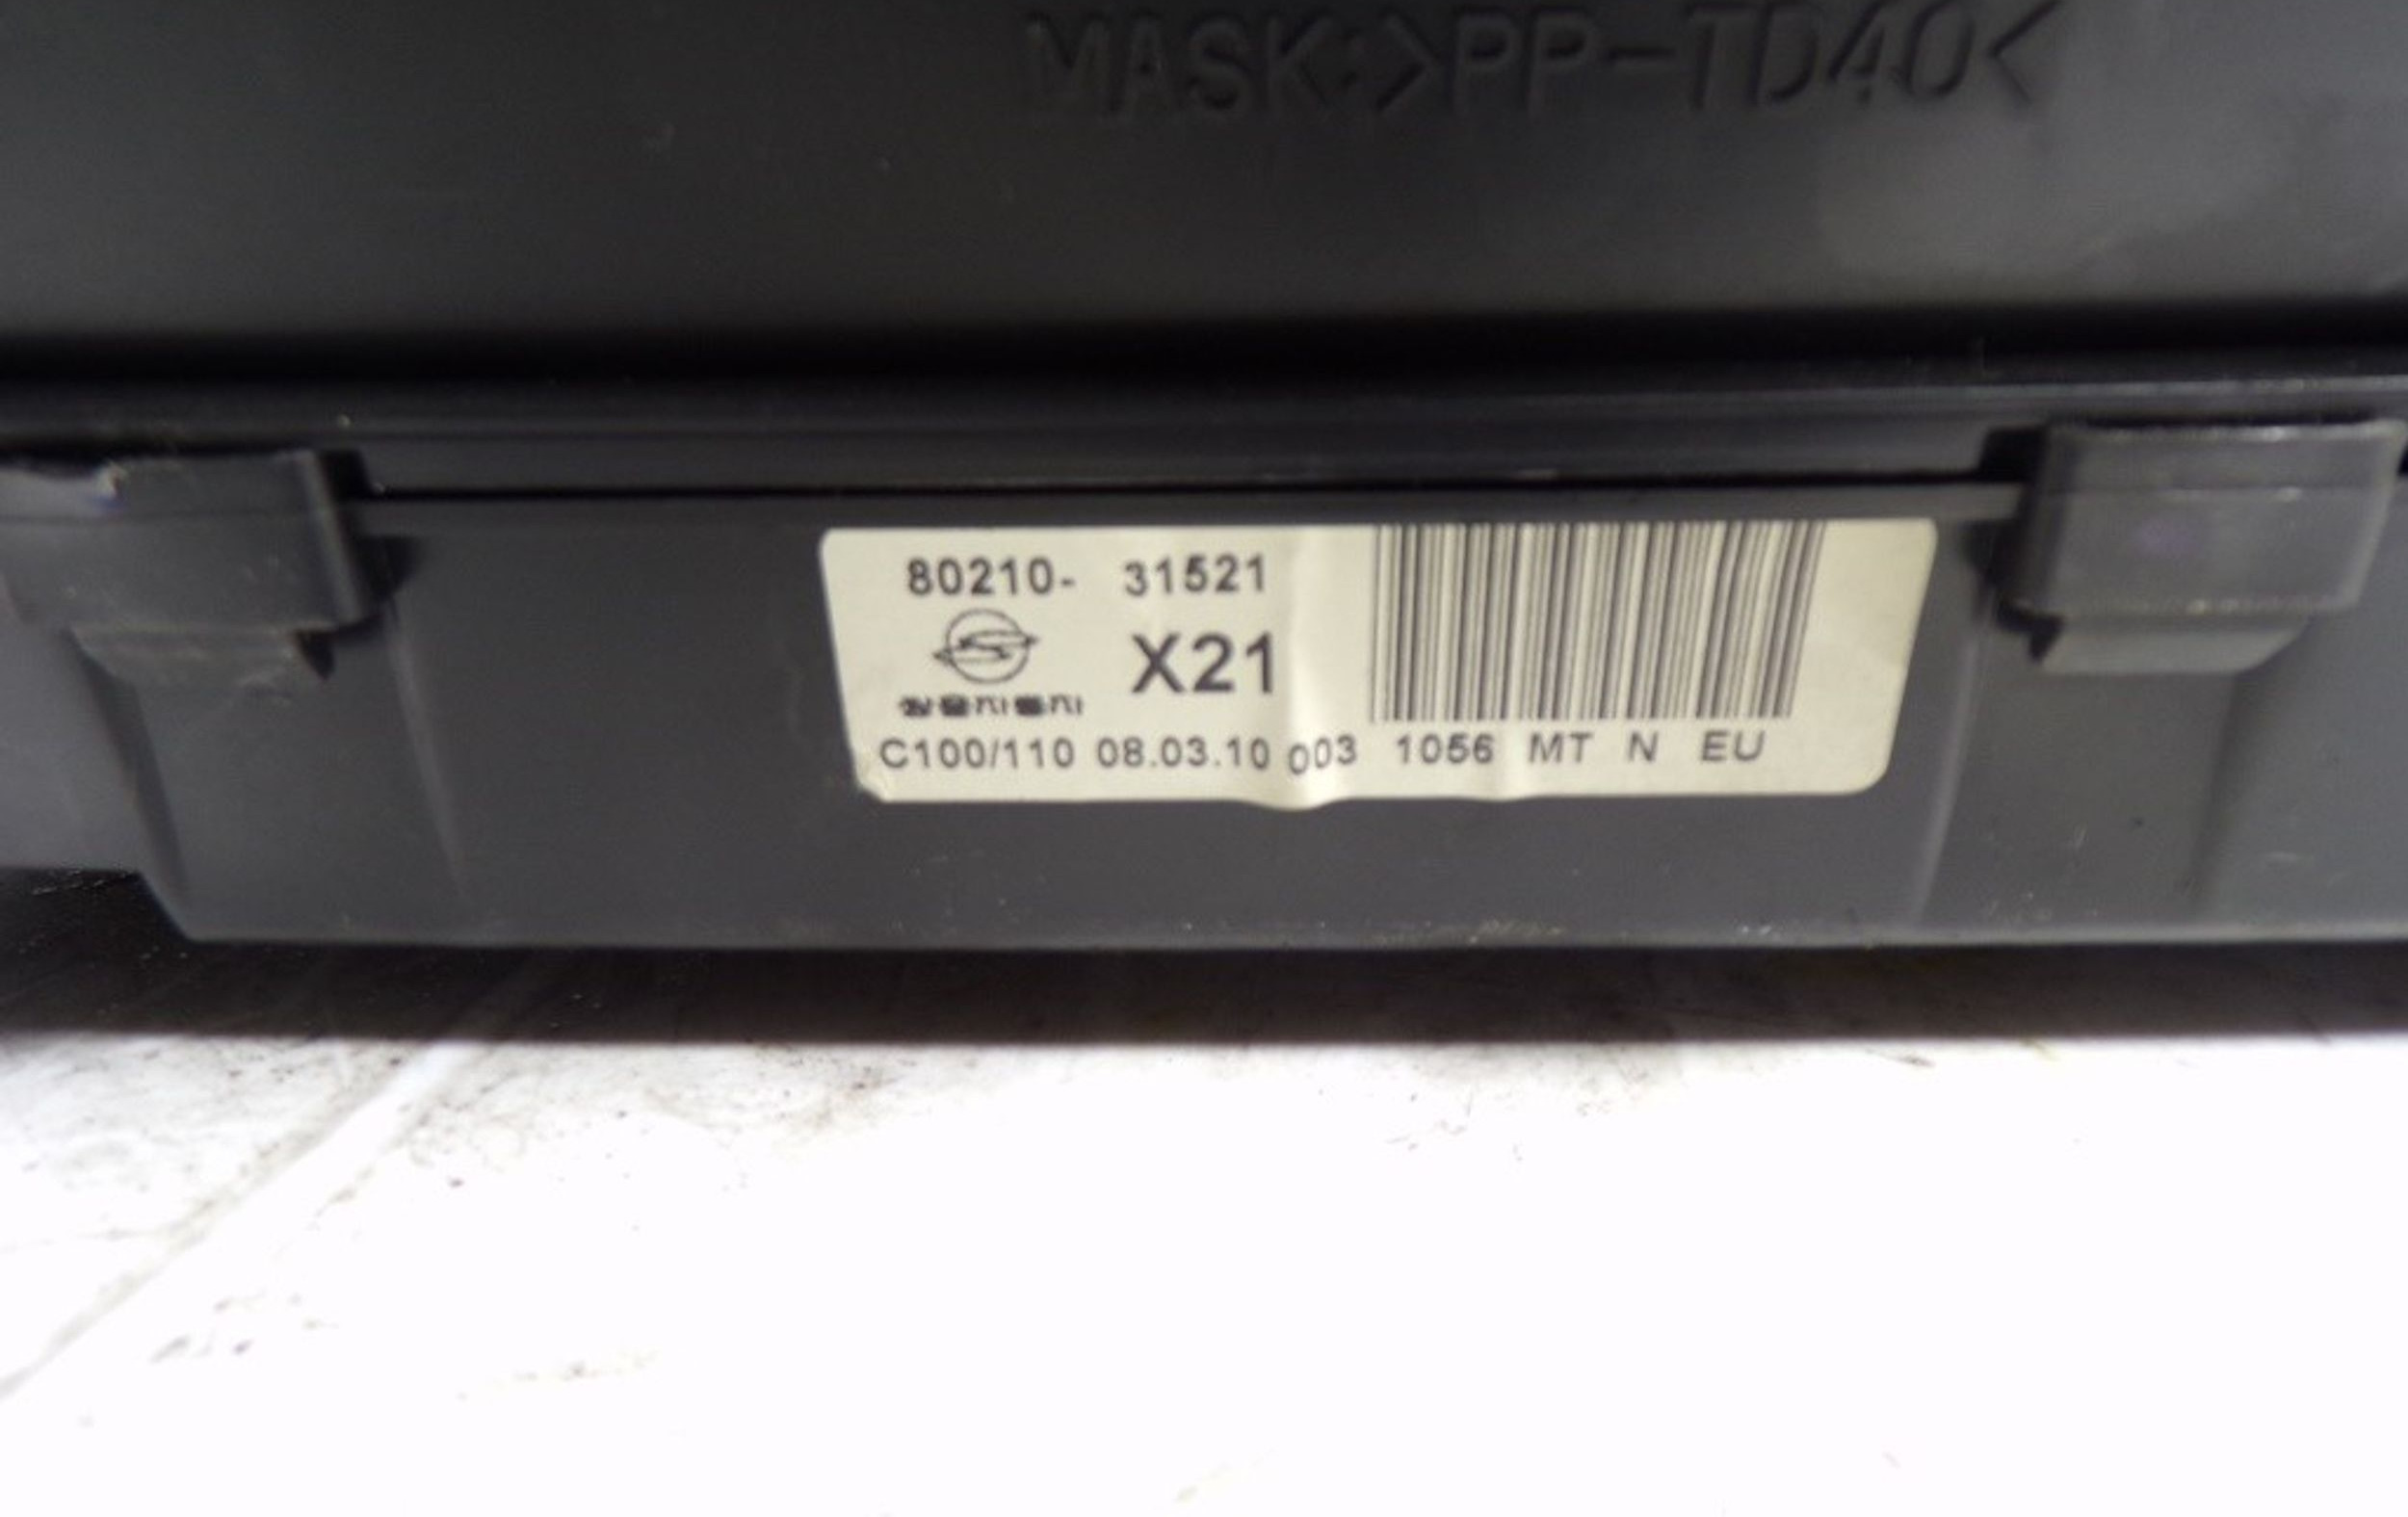 MASK:>PP-TD40<
80210- 31521
X21
C100/110 08.03.10 003 1056 MT N EU